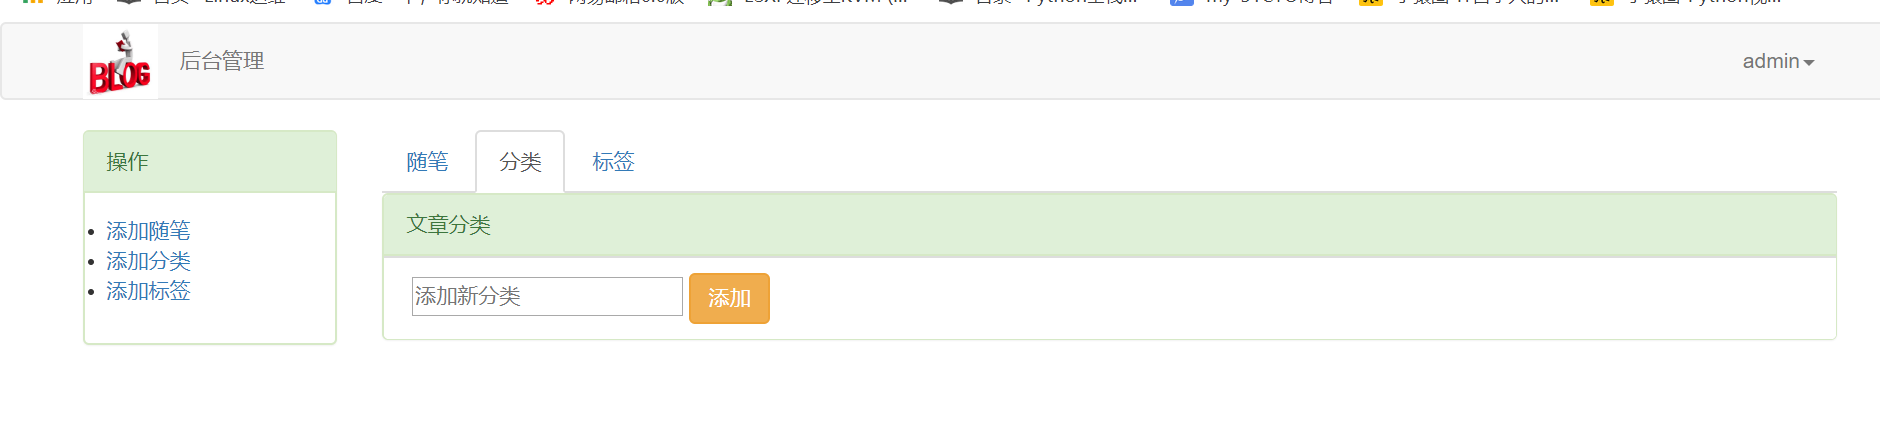 BLOG
后台管理
admin
操作
添加随笔
添加分类
添加标签
随笔 分类 标签
文章分类
添加新分类 添加